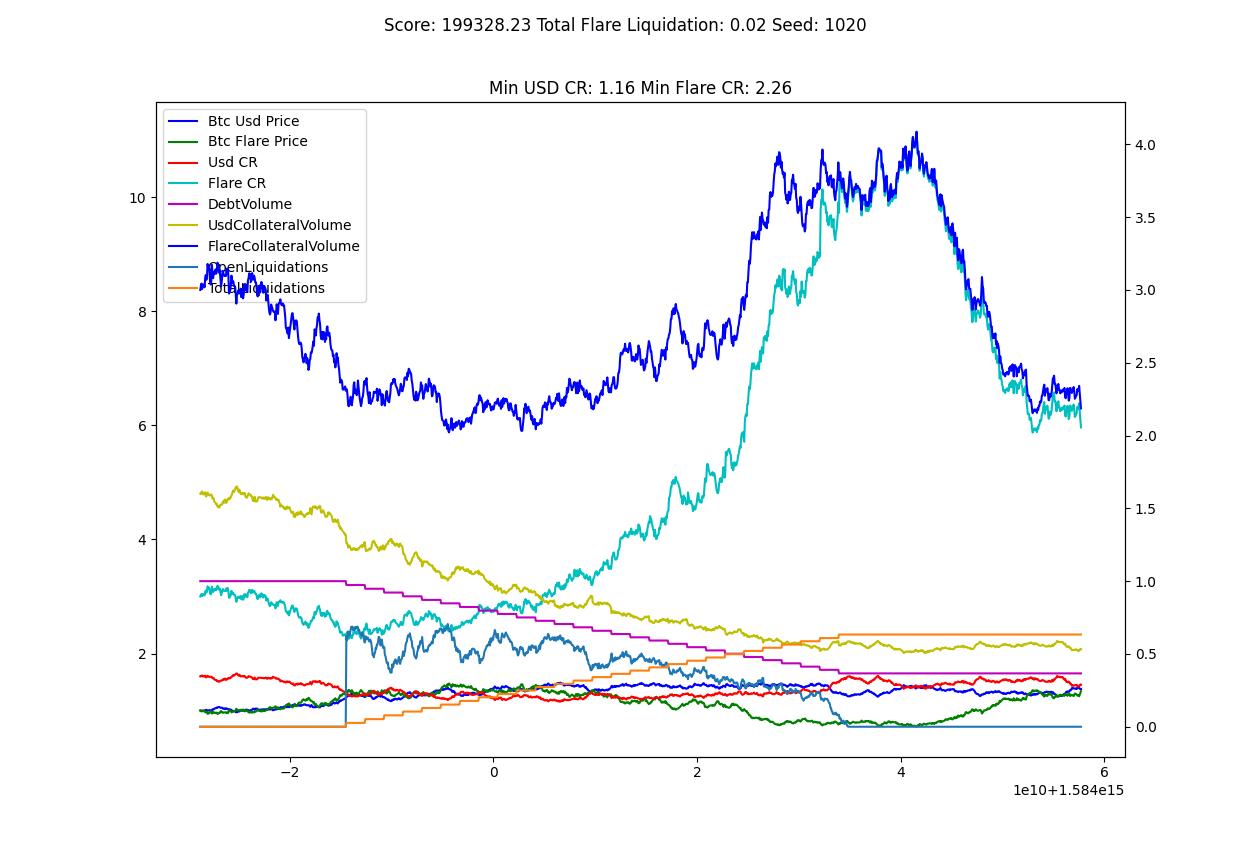 Score: 199328.23 Total Flare Liquidation: 0.02 Seed: 1020
Min USD CR: 1.16 Min Flare CR: 2.26
Btc Usd Price
Btc Flare Price
Usd CR
Flare CR
DebtVolume
UsdCollateralVolume
FlareCollateralVolume
OpenLiquidations
TotalLiquidations
10
8
6
4
2
4.0
3.5
3.0
2.5
2.0
1.5
1.0
0.5
0.0
−2
0
2
4
6
1e10+1.584e15